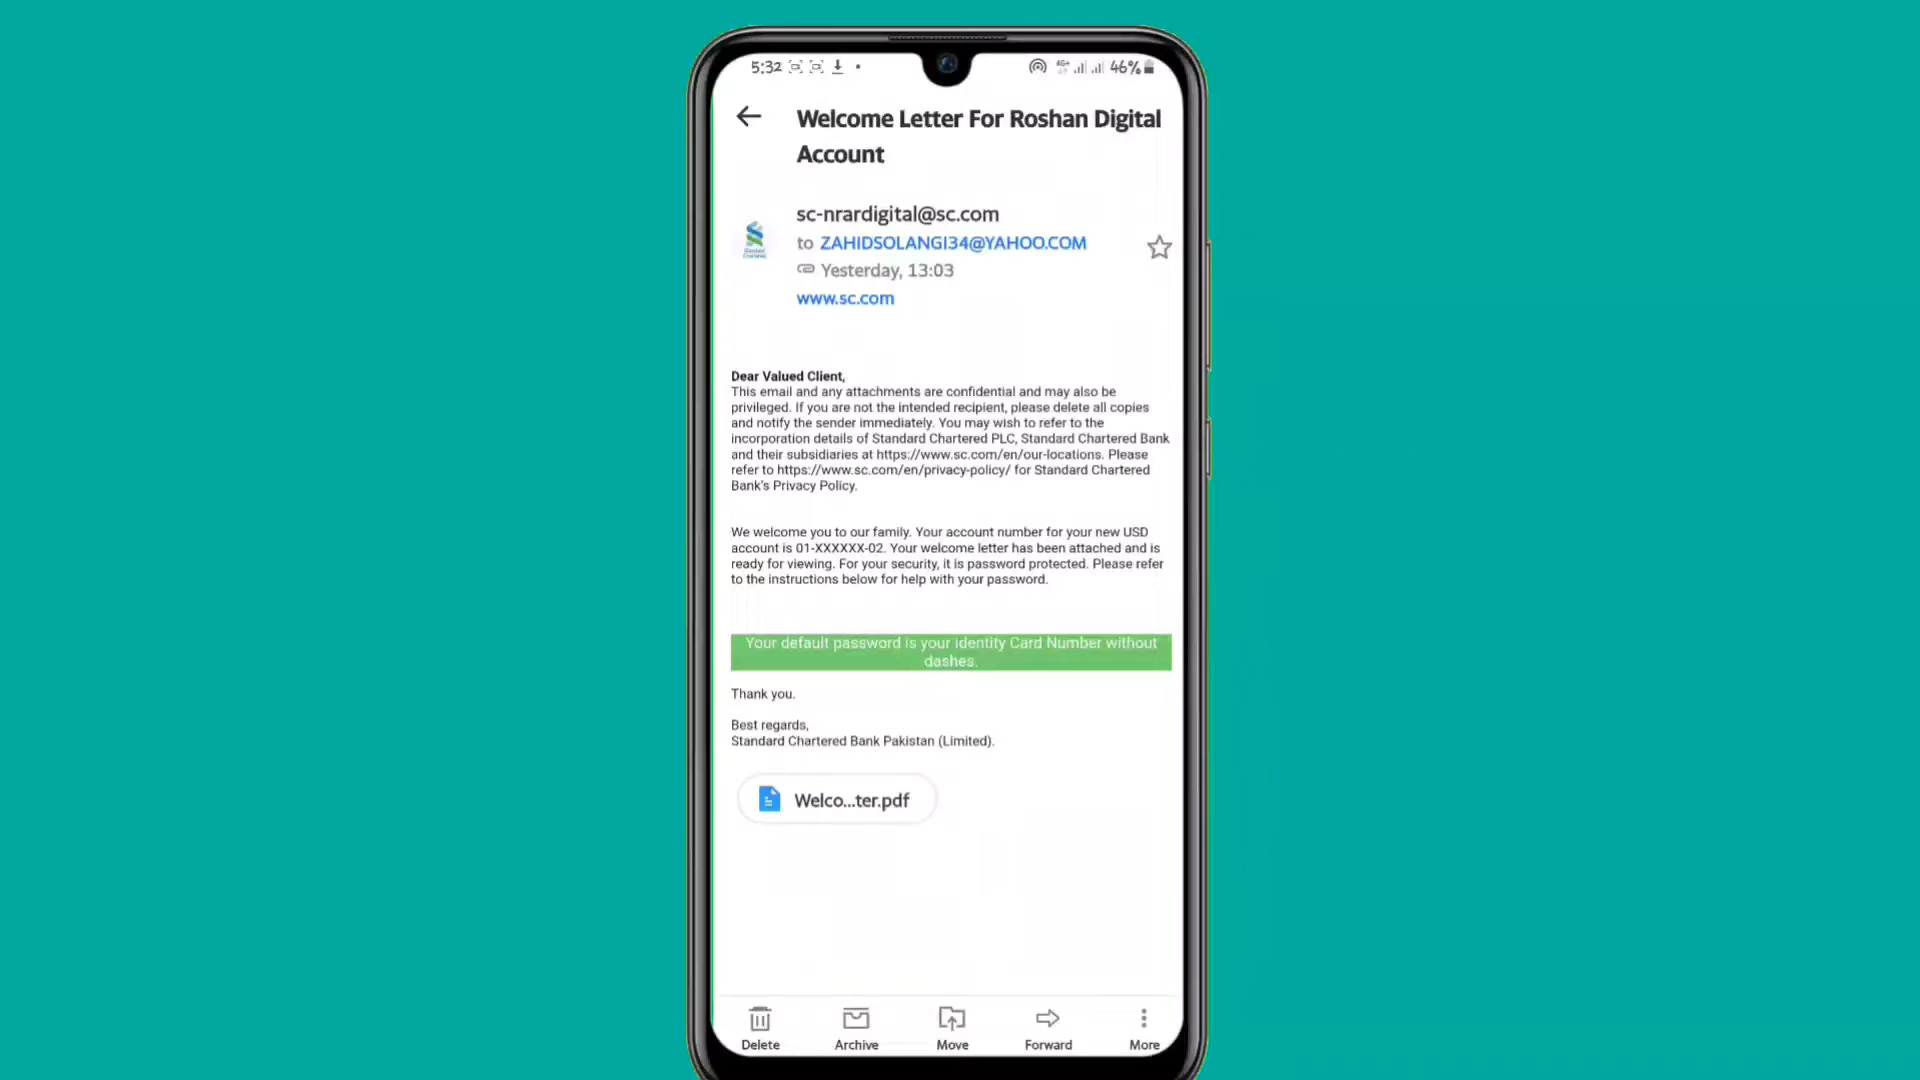 5:32
4G+ 46%
Welcome Letter For Roshan Digital
Account
sc-nrardigital@sc.com
to ZAHIDSOLANGI34@YAHOO.COM
Yesterday, 13:03
www.sc.com
Dear Valued Client,
This email and any attachments are confidential and may also be
privileged. If you are not the intended recipient, please delete all copies
and notify the sender immediately. You may wish to refer to the
incorporation details of Standard Chartered PLC, Standard Chartered Bank
and their subsidiaries at https://www.sc.com/en/our-locations. Please
refer to https://www.sc.com/en/privacy-policy/ for Standard Chartered
Bank's Privacy Policy.
We welcome you to our family. Your account number for your new USD
account is 01-XXXXXX-02. Your welcome letter has been attached and is
ready for viewing. For your security, it is password protected. Please refer
to the instructions below for help with your password.
Your default password is your identity Card Number without
dashes.
Thank you.
Best regards,
Standard Chartered Bank Pakistan (Limited).
Welco...ter.pdf
Delete Archive Move Forward More